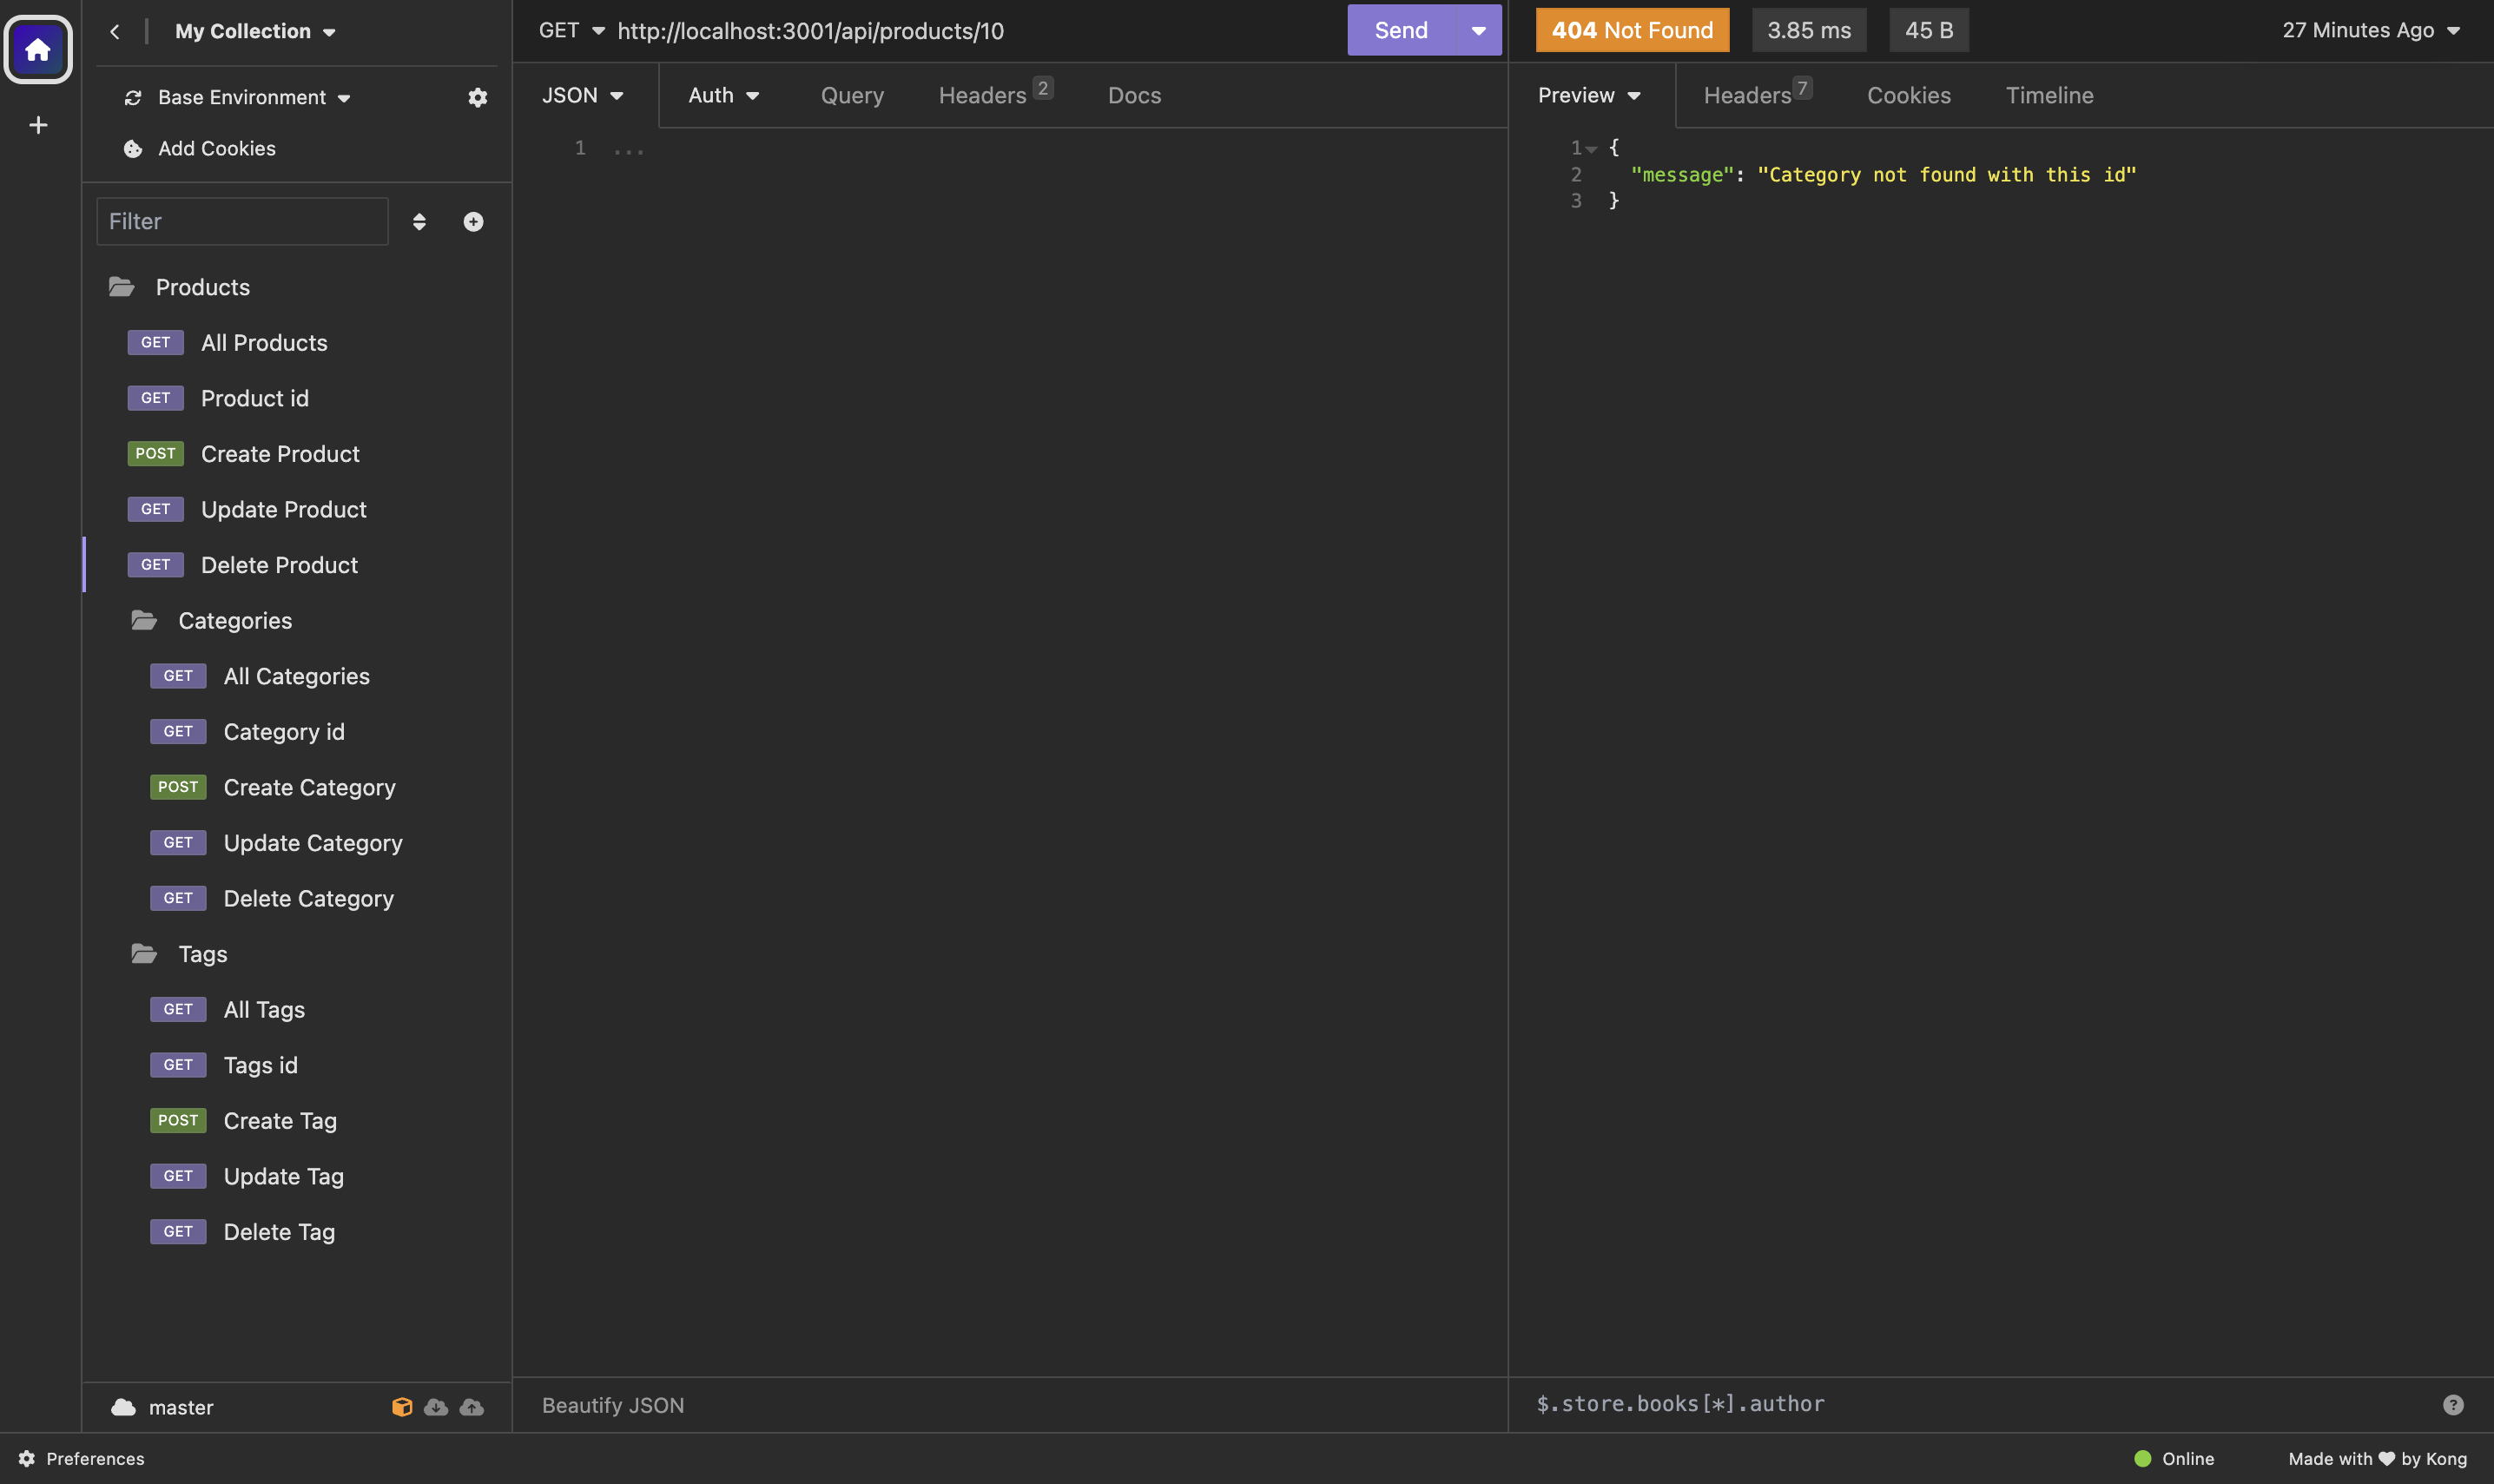 My Collection
Base Environment
Add Cookies
Filter
Products
GET All Products
GET Product id
POST Create Product
GET Update Product
GET Delete Product
Categories
GET All Categories
GET Category id
POST Create Category
GET Update Category
GET Delete Category
Tags
GET All Tags
GET Tags id
POST Create Tag
GET Update Tag
GET Delete Tag
master
GET http://localhost:3001/api/products/10 Send
JSON Auth Query Headers 2 Docs
1 ...
Beautify JSON
404 Not Found 3.85 ms 45 B 27 Minutes Ago
Preview Headers 7 Cookies Timeline
1 {
2 "message": "Category not found with this id"
3 }
$.store.books[*].author
Preferences
Online Made with ❤ by Kong